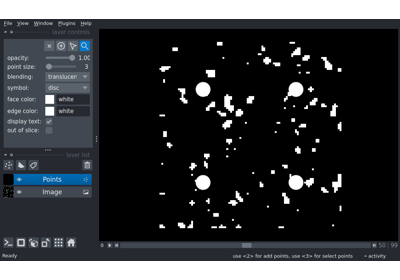 File View Window Plugins Help
layer controls
opacity: 1.00
point size: 3
blending: translucen
symbol: disc
face color: white
edge color: white
display text:
out of slice:
layer list
Points
Image
0 50 99
Ready use <2> for add points, use <3> for select points activity